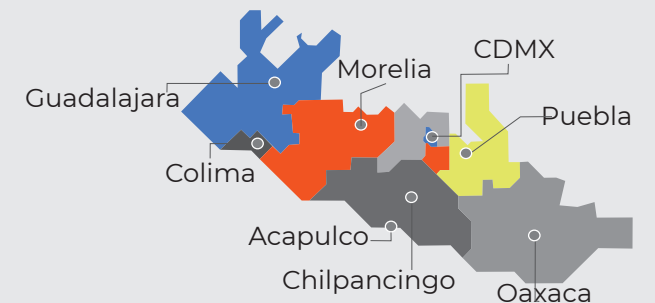 CDMX
Morelia
Guadalajara
Puebla
Colima
Acapulco
Chilpancingo
Oaxaca